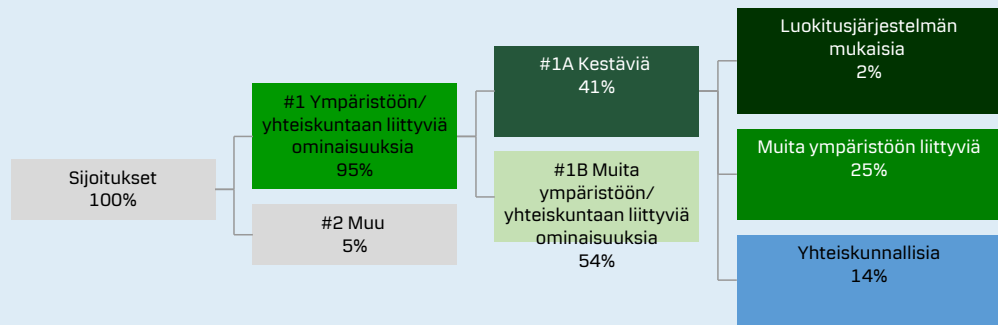 Sijoitukset
100%
#1 Ympäristöön/
yhteiskuntaan liittyviä
ominaisuuksia
95%
#2 Muu
5%
#1A Kestäviä
41%
#1B Muita
ympäristöön/
yhteiskuntaan liittyviä
ominaisuuksia
54%
Luokitusjärjestelmän
mukaisia
2%
Muita ympäristöön liittyviä
25%
Yhteiskunnallisia
14%